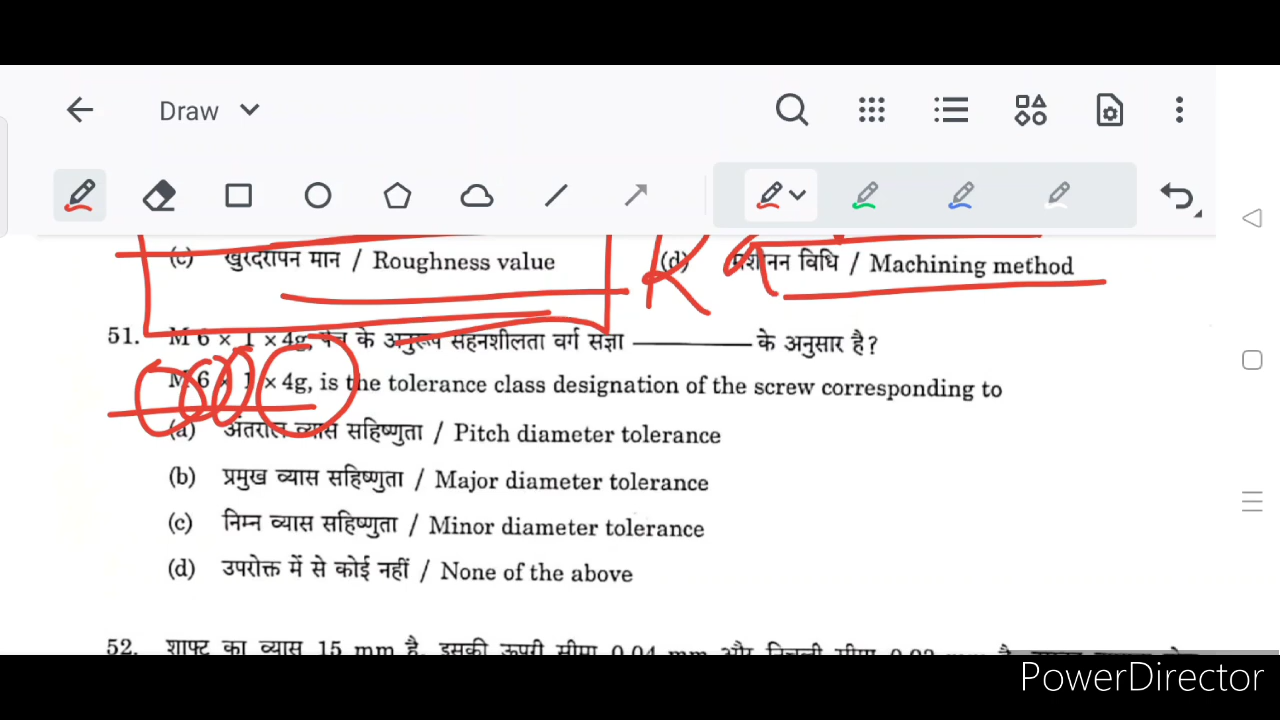 Draw
(c) खुरदरापन मान / Roughness value (d) मशीनन विधि / Machining method
Ra
51. M 6 × 1 × 4g, पेंच के अनुरूप सहनशीलता वर्ग संज्ञा ———— के अनुसार है?
M 6 × 1 × 4g, is the tolerance class designation of the screw corresponding to
(a) अंतराल व्यास सहिष्णुता / Pitch diameter tolerance
(b) प्रमुख व्यास सहिष्णुता / Major diameter tolerance
(c) निम्न व्यास सहिष्णुता / Minor diameter tolerance
(d) उपरोक्त में से कोई नहीं / None of the above
52. शाफ्ट का व्यास 15 mm है, इसकी ऊपरी सीमा 0.04 mm और निचली सीमा
PowerDirector